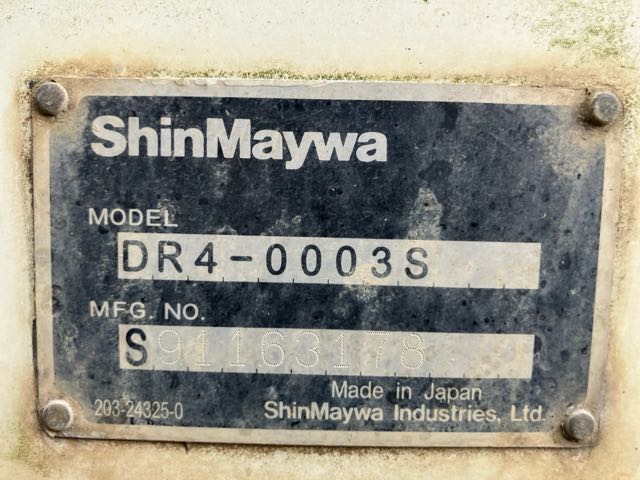 ShinMaywa
MODEL
DR4-0003S
MFG. NO.
S91163178
Made in Japan
203-24325-0 ShinMaywa Industries, Ltd.